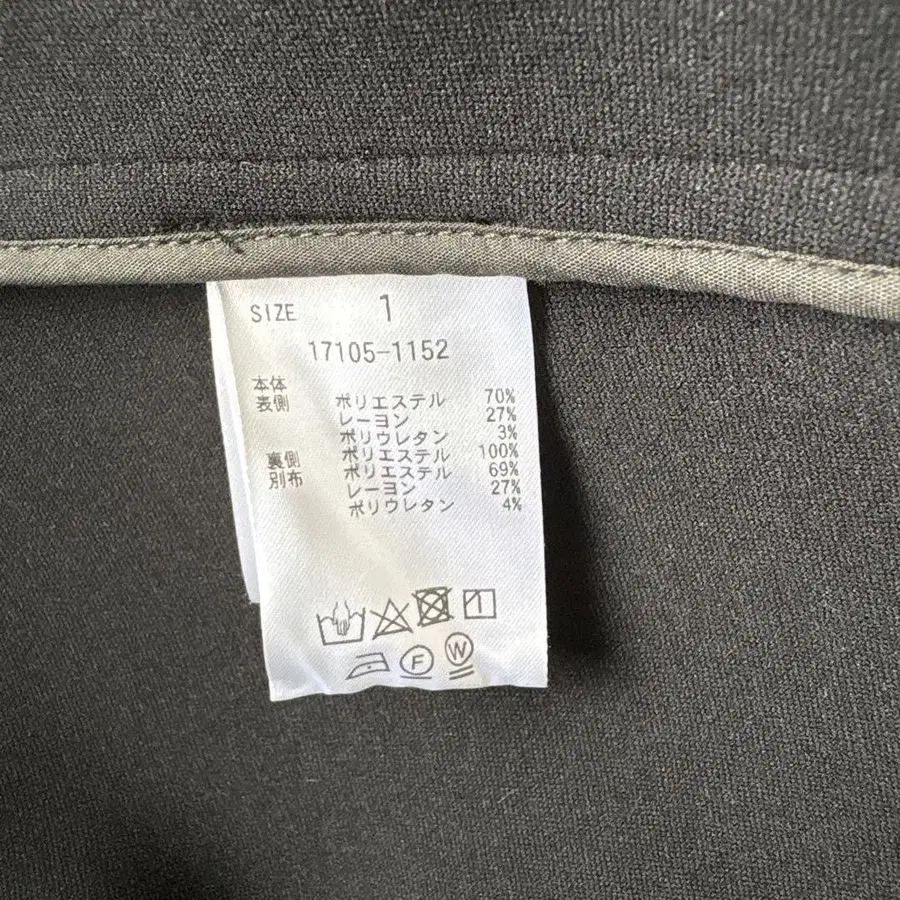 SIZE 1
17105-1152
本体
表側 ポリエステル 70%
レーヨン 27%
ポリウレタン 3%
裏側 ポリエステル 100%
別布 ポリエステル 69%
レーヨン 27%
ポリウレタン 4%
1
F W